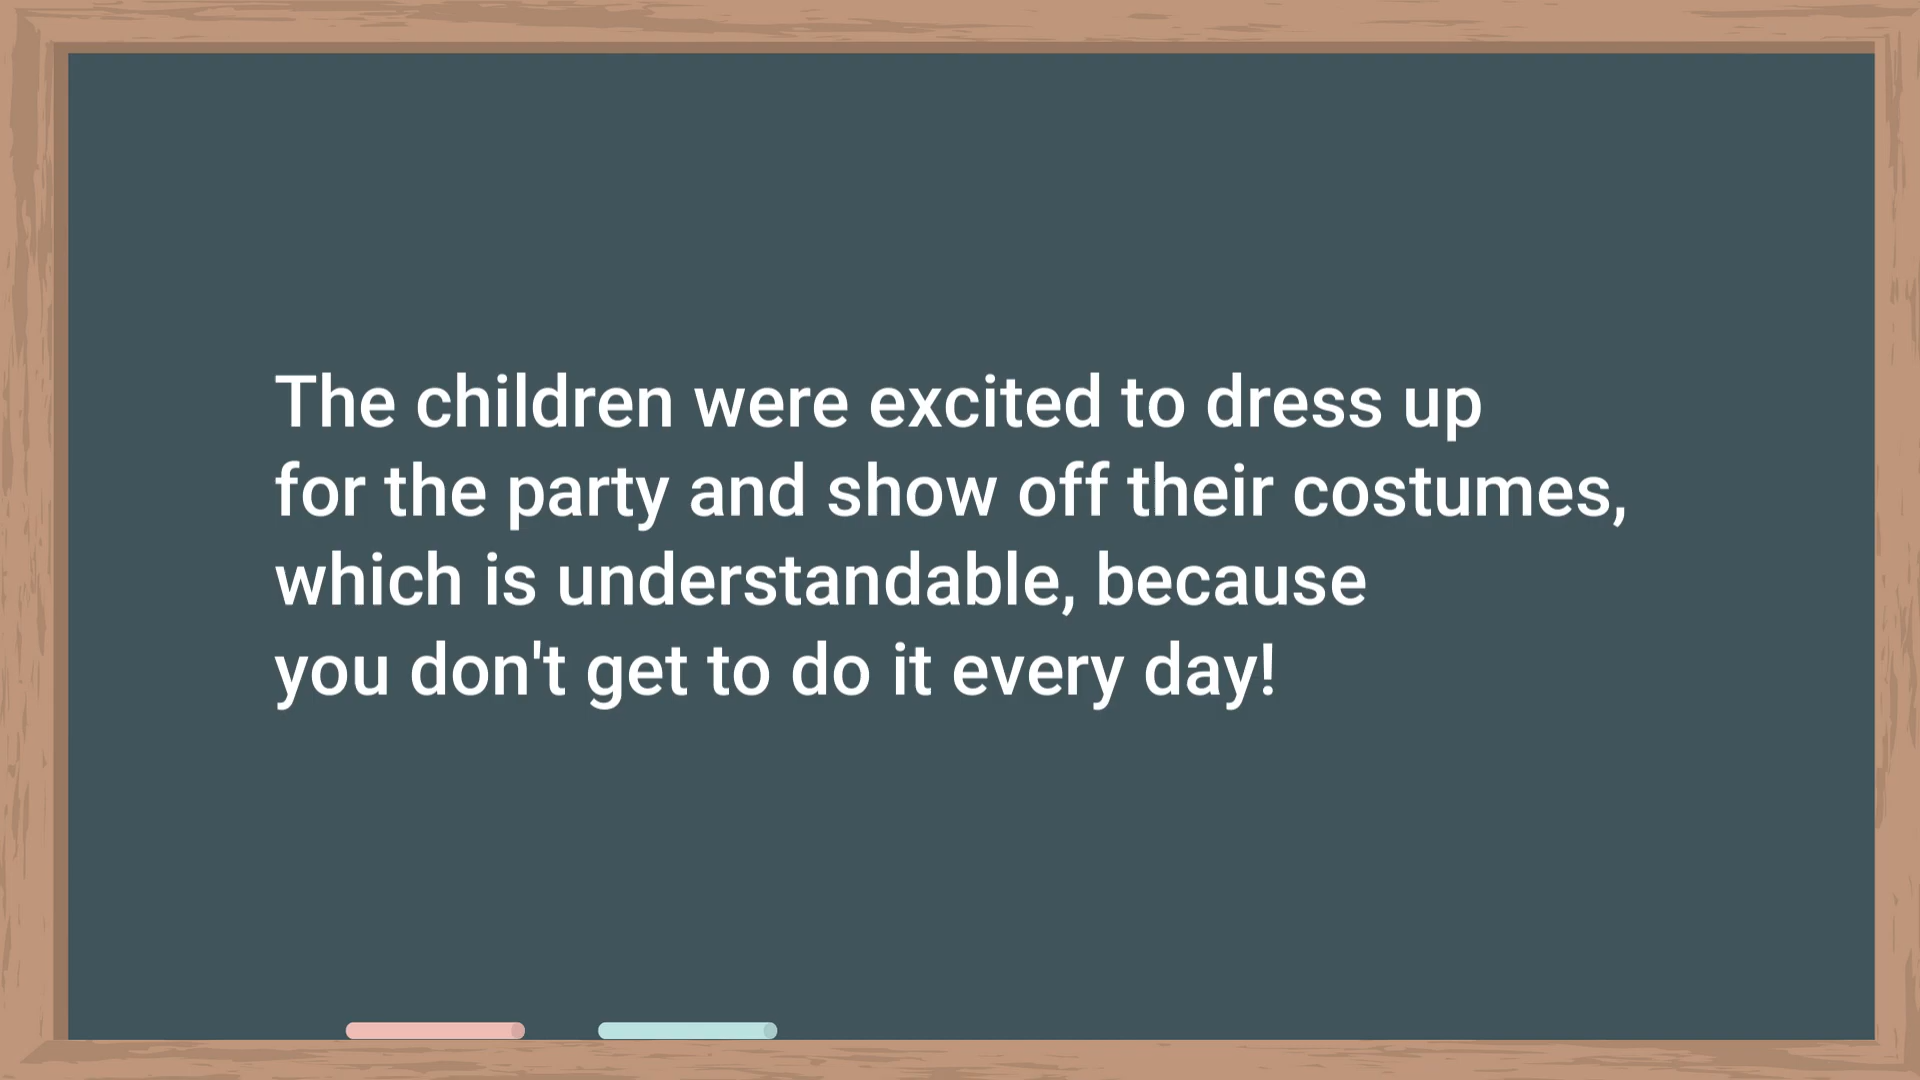 The children were excited to dress up
for the party and show off their costumes,
which is understandable, because
you don't get to do it every day!